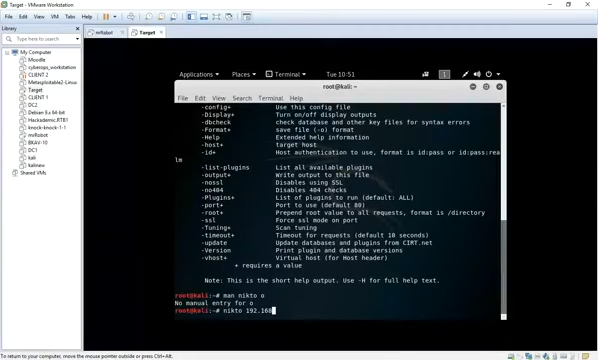 Target - VMware Workstation
File Edit View VM Tabs Help
Library
Type here to search
My Computer
Moodle
cyberops_workstation
CLIENT 2
Metasploitable2-Linux
Target
CLIENT 1
DC2
Debian 9.x 64-bit
Hackademic.RTB1
knock-knock-1-1
mrRobot
BKAV-10
DC1
kali
kalinew
Shared VMs
mrRobot
Target
Applications Places Terminal Tue 10:51 1
root@kali: ~
File Edit View Search Terminal Help
-config+ Use this config file
-Display+ Turn on/off display outputs
-dbcheck check database and other key files for syntax errors
-Format+ save file (-o) format
-Help Extended help information
-host+ target host
-id+ Host authentication to use, format is id:pass or id:pass:rea
lm
-list-plugins List all available plugins
-output+ Write output to this file
-nossl Disables using SSL
-no404 Disables 404 checks
-Plugins+ List of plugins to run (default: ALL)
-port+ Port to use (default 80)
-root+ Prepend root value to all requests, format is /directory
-ssl Force ssl mode on port
-Tuning+ Scan tuning
-timeout+ Timeout for requests (default 10 seconds)
-update Update databases and plugins from CIRT.net
-Version Print plugin and database versions
-vhost+ Virtual host (for Host header)
+ requires a value
Note: This is the short help output. Use -H for full help text.
root@kali:~# man nikto o
No manual entry for o
root@kali:~# nikto 192.168
To return to your computer, move the mouse pointer outside or press Ctrl+Alt.